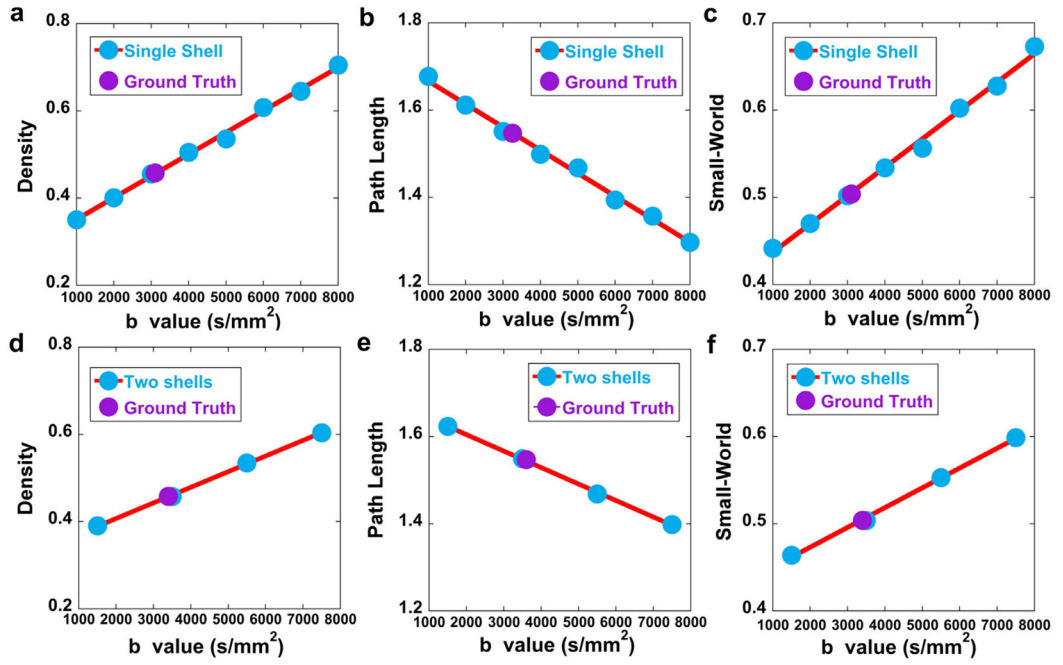 a
0.8
0.6
0.4
0.2
Density
Single Shell
Ground Truth
1000 2000 3000 4000 5000 6000 7000 8000
b value (s/mm²)
b
1.8
1.6
1.4
1.2
Path Length
Single Shell
Ground Truth
1000 2000 3000 4000 5000 6000 7000 8000
b value (s/mm²)
c
0.7
0.6
0.5
0.4
Small-World
Single Shell
Ground Truth
1000 2000 3000 4000 5000 6000 7000 8000
b value (s/mm²)
d
0.8
0.6
0.4
0.2
Density
Two shells
Ground Truth
1000 2000 3000 4000 5000 6000 7000 8000
b value (s/mm²)
e
1.8
1.6
1.4
1.2
Path Length
Two shells
Ground Truth
1000 2000 3000 4000 5000 6000 7000 8000
b value (s/mm²)
f
0.7
0.6
0.5
0.4
Small-World
Two shells
Ground Truth
1000 2000 3000 4000 5000 6000 7000 8000
b value (s/mm²)